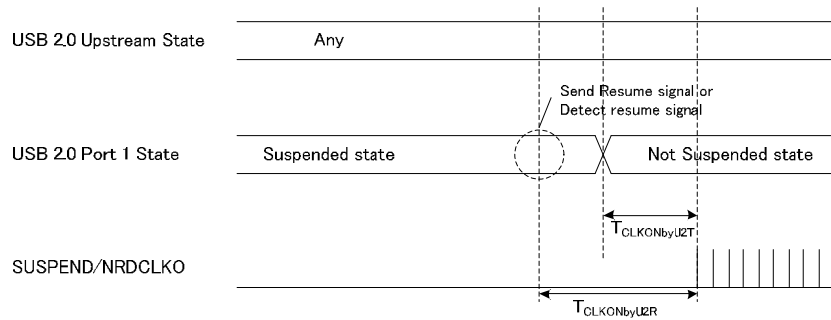 USB 2.0 Upstream State
Any
Send Resume signal or
Detect resume signal
USB 2.0 Port 1 State
Suspended state
Not Suspended state
TCLKONbyU2T
SUSPEND/NRDCLKO
TCLKONbyU2R